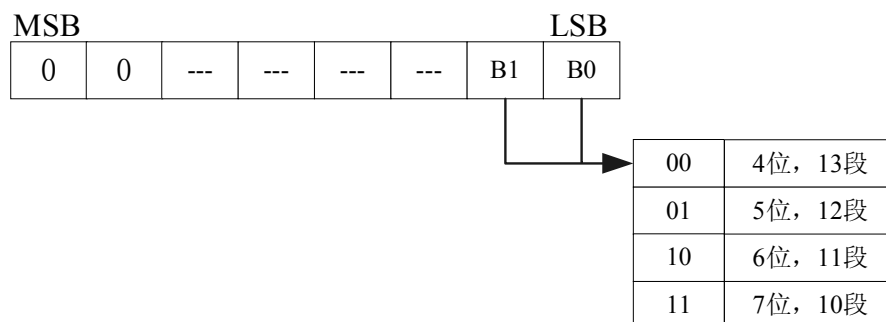 MSB LSB
0 0 --- --- --- --- B1 B0
00 4位，13段
01 5位，12段
10 6位，11段
11 7位，10段